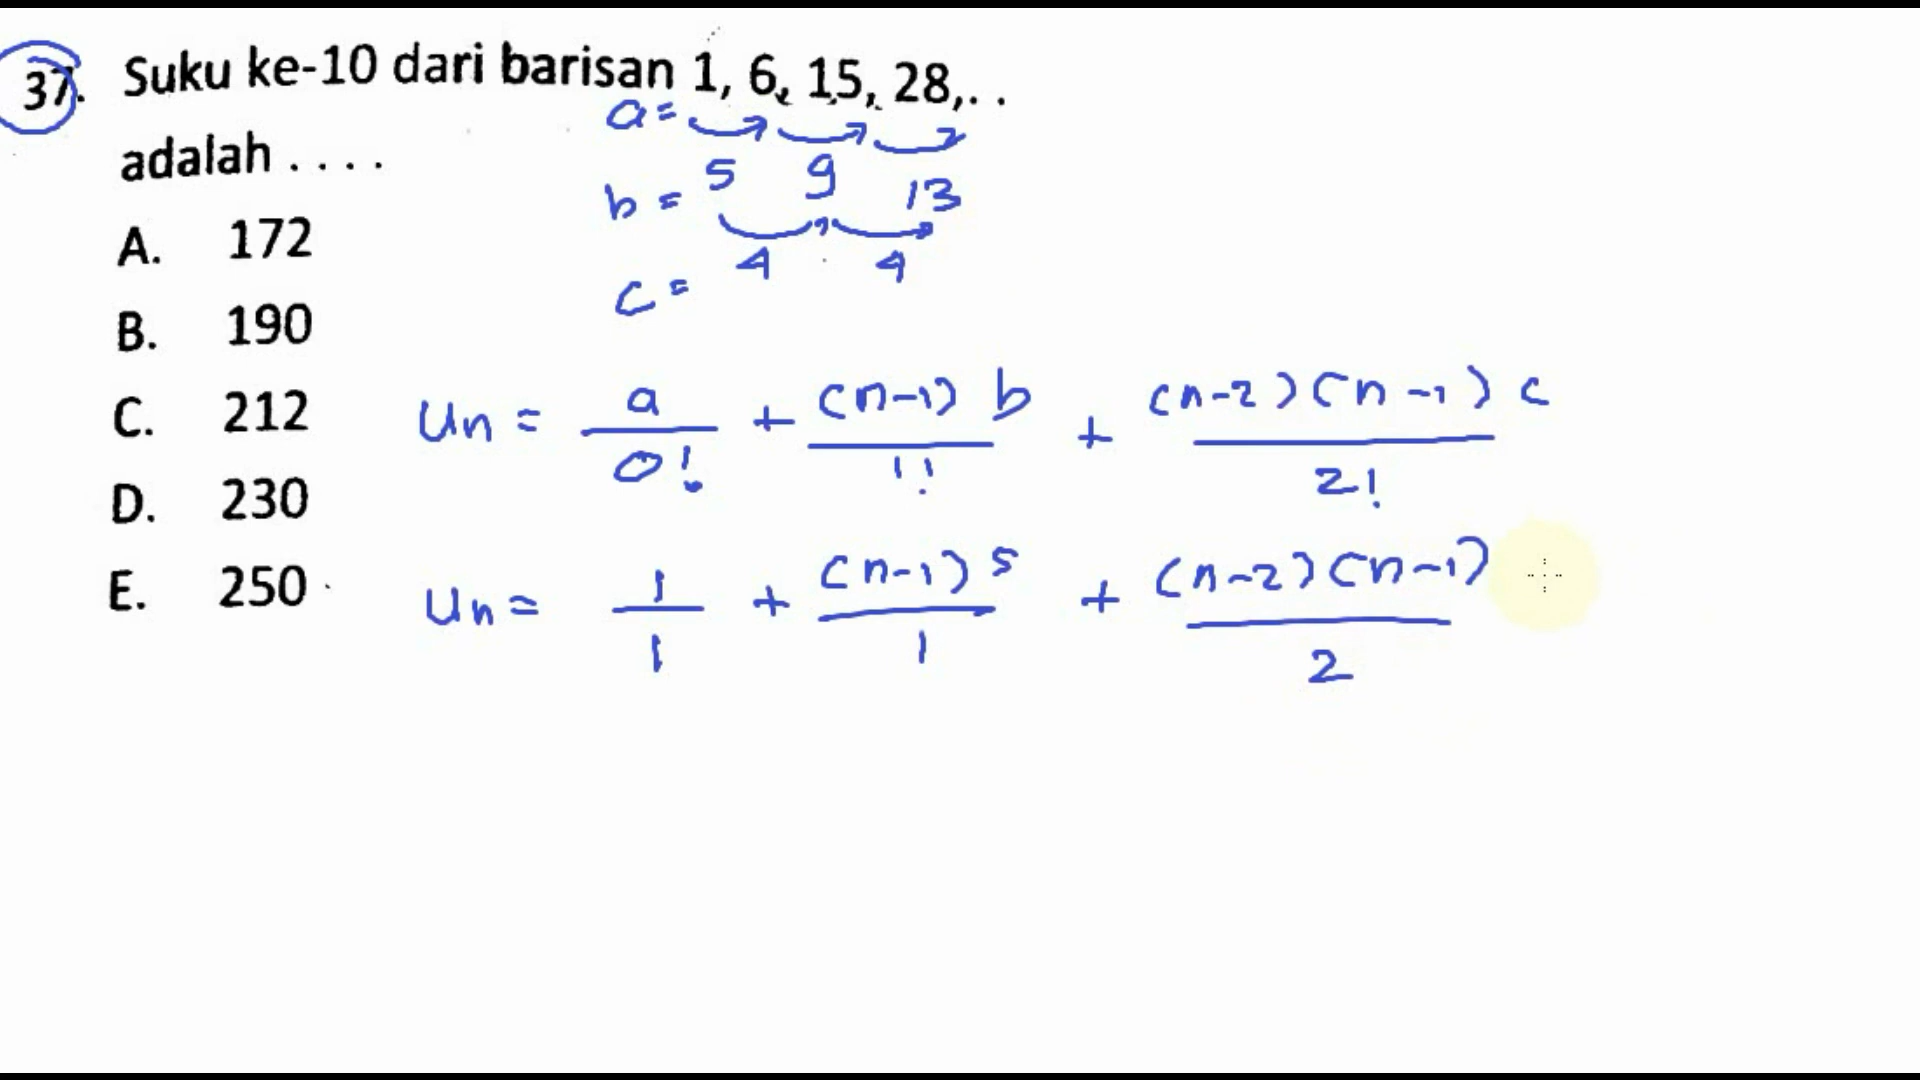 37. Suku ke-10 dari barisan 1, 6, 15, 28,. .
adalah . . . .
A. 172
B. 190
C. 212
D. 230
E. 250
a =
b = 5 9 13
c = 4 4
Un = a/0! + (n-1) b/1! + (n-2)(n-1) c/2!
Un = 1/1 + (n-1) 5/1 + (n-2)(n-1)/2